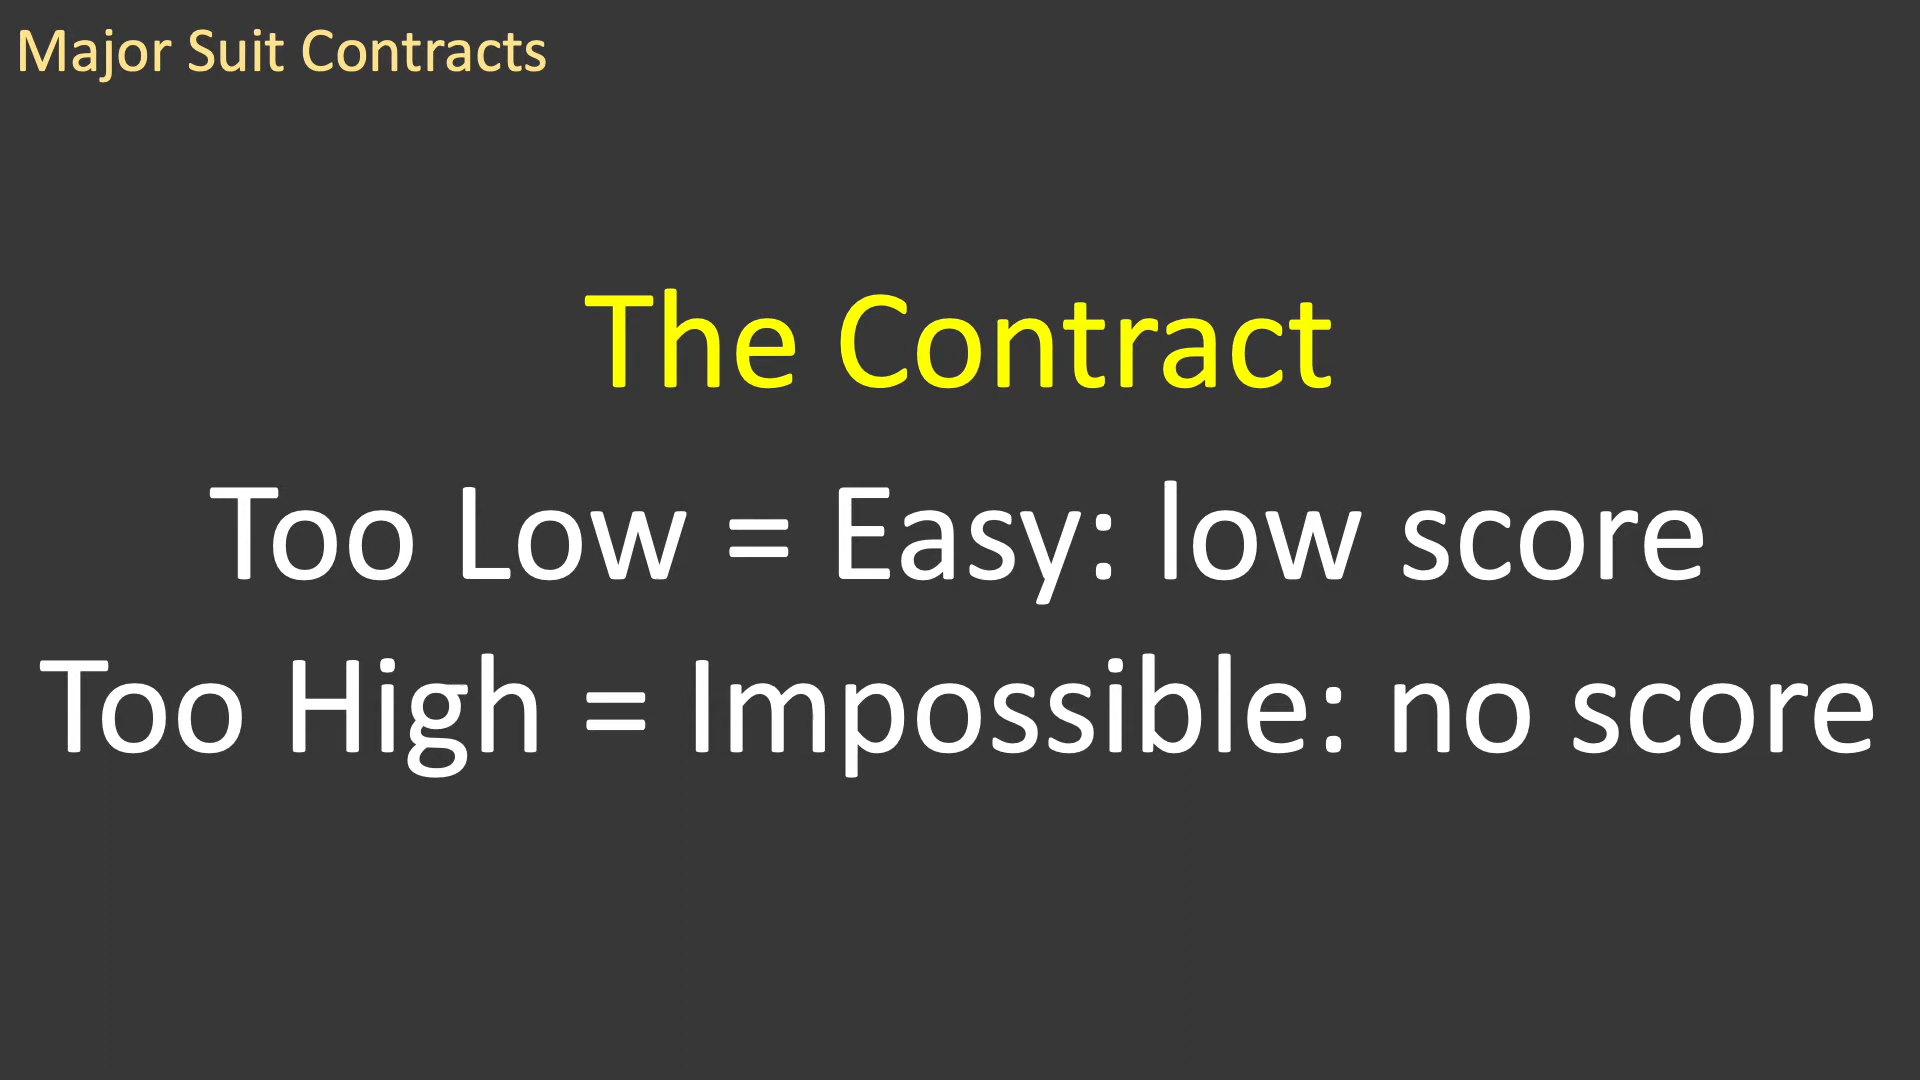 Major Suit Contracts
The Contract
Too Low = Easy: low score
Too High = Impossible: no score